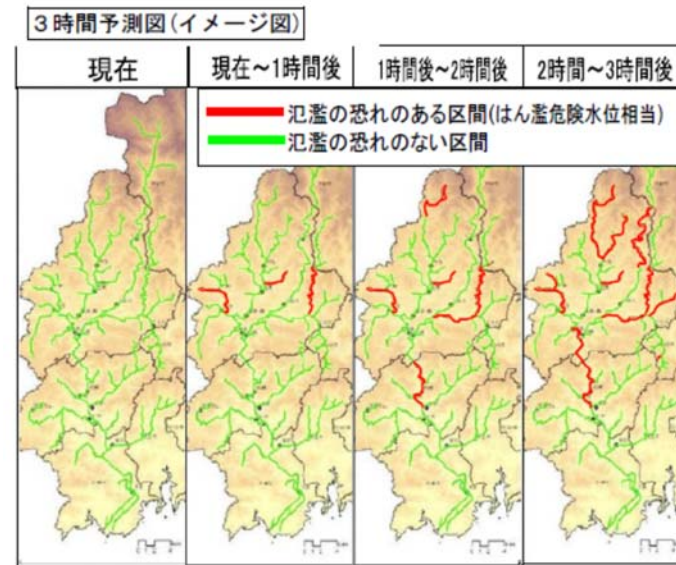 ３時間予測図(イメージ図)
現在
現在～1時間後
1時間後～2時間後
2時間～3時間後
氾濫の恐れのある区間(はん濫危険水位相当)
氾濫の恐れのない区間